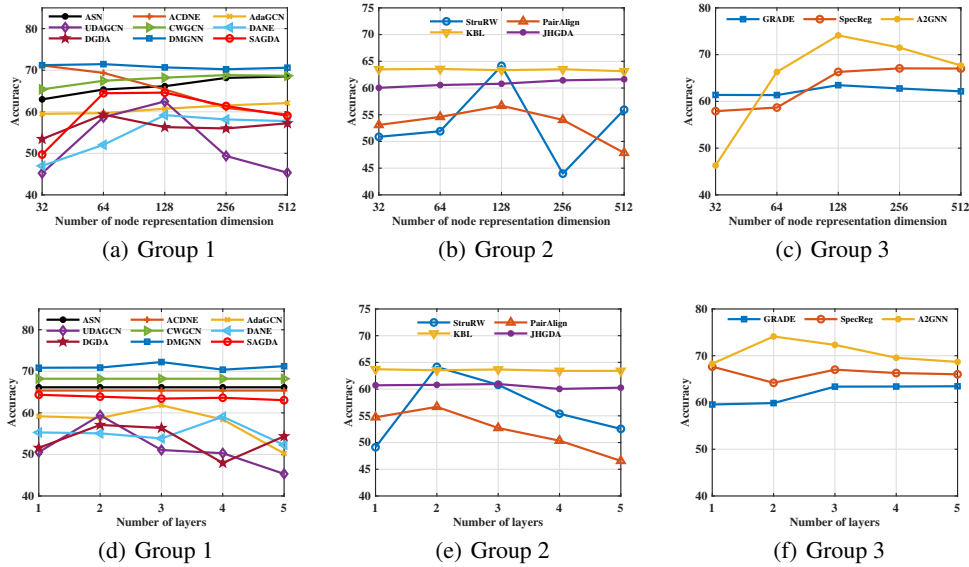 ASN ACDNE AdaGCN
UDAGCN CWGCN DANE
DGDA DMGNN SAGDA
Accuracy
80
70
60
50
40
32 64 128 256 512
Number of node representation dimension
(a) Group 1
StruRW PairAlign
KBL JHGDA
Accuracy
75
70
65
60
55
50
45
40
32 64 128 256 512
Number of node representation dimension
(b) Group 2
GRADE SpecReg A2GNN
Accuracy
80
70
60
50
40
32 64 128 256 512
Number of node representation dimension
(c) Group 3
ASN ACDNE AdaGCN
UDAGCN CWGCN DANE
DGDA DMGNN SAGDA
Accuracy
80
70
60
50
40
1 2 3 4 5
Number of layers
(d) Group 1
StruRW PairAlign
KBL JHGDA
Accuracy
75
70
65
60
55
50
45
40
1 2 3 4 5
Number of layers
(e) Group 2
GRADE SpecReg A2GNN
Accuracy
80
70
60
50
40
1 2 3 4 5
Number of layers
(f) Group 3